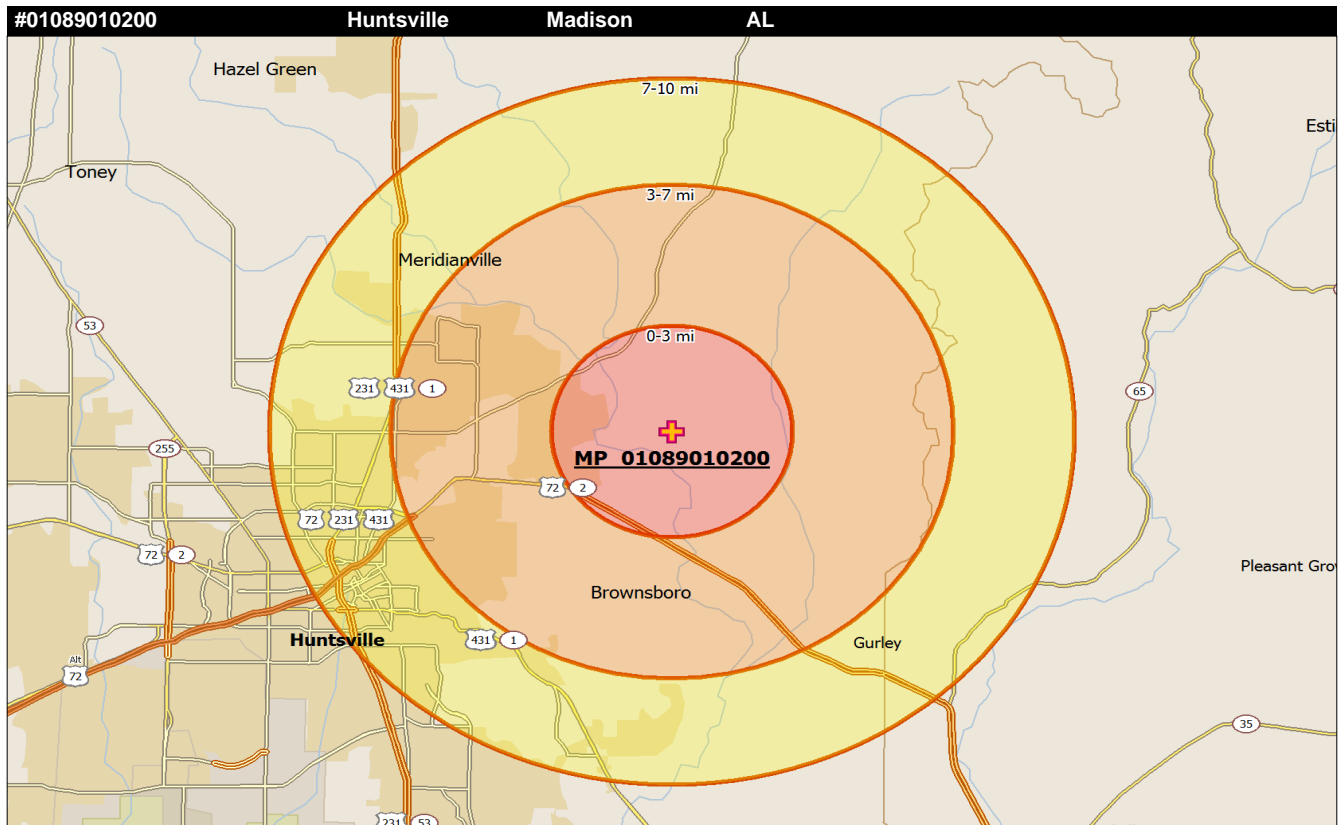 #01089010200 Huntsville Madison AL
Hazel Green
7-10 mi
Esti
Toney
3-7 mi
Meridianville
53
0-3 mi
231 431 1
65
255
MP 01089010200
72 2
72 231 431
72 2
Pleasant Gro
Brownsboro
Huntsville
431 1
Gurley
Alt
72
35
231 53